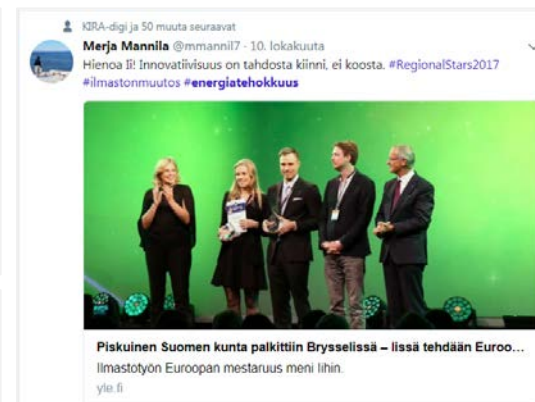 KIRA-digi ja 50 muuta seuraavat
Merja Mannila @mmannil7 · 10. lokakuuta
Hienoa Ii! Innovatiivisuus on tahdosta kiinni, ei koosta. #RegionalStars2017
#ilmastonmuutos #energiatehokkuus
Piskuinen Suomen kunta palkittiin Brysselissä – Iissä tehdään Euroo...
Ilmastotyön Euroopan mestaruus meni Iihin.
yle.fi